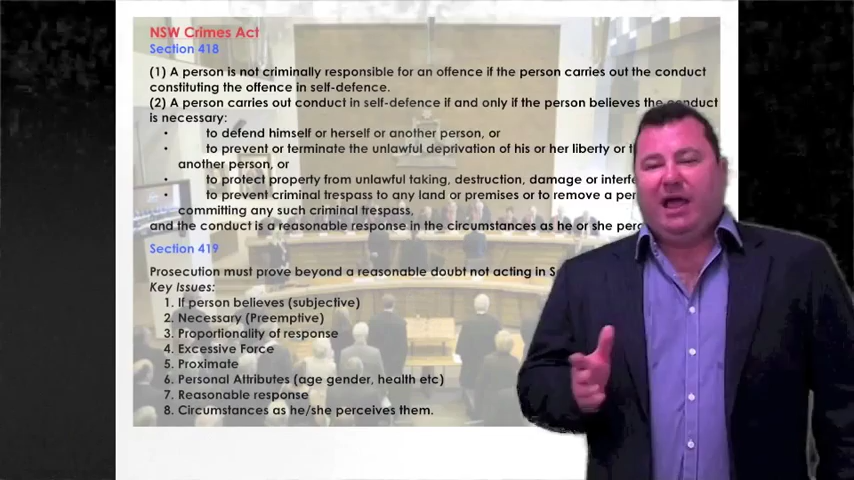 NSW Crimes Act
Section 418
(1) A person is not criminally responsible for an offence if the person carries out the conduct
constituting the offence in self-defence.
(2) A person carries out conduct in self-defence if and only if the person believes the conduct
is necessary:
• to defend himself or herself or another person, or
• to prevent or terminate the unlawful deprivation of his or her liberty or
another person, or
• to protect property from unlawful taking, destruction, damage or
• to prevent criminal trespass to any land or premises or to remove a
committing any such criminal trespass,
and the conduct is a reasonable response in the circumstances as he or she
Section 419
Prosecution must prove beyond a reasonable doubt not acting in
Key Issues:
1. If person believes (subjective)
2. Necessary (Preemptive)
3. Proportionality of response
4. Excessive Force
5. Proximate
6. Personal Attributes (age gender, health etc)
7. Reasonable response
8. Circumstances as he/she perceives them.